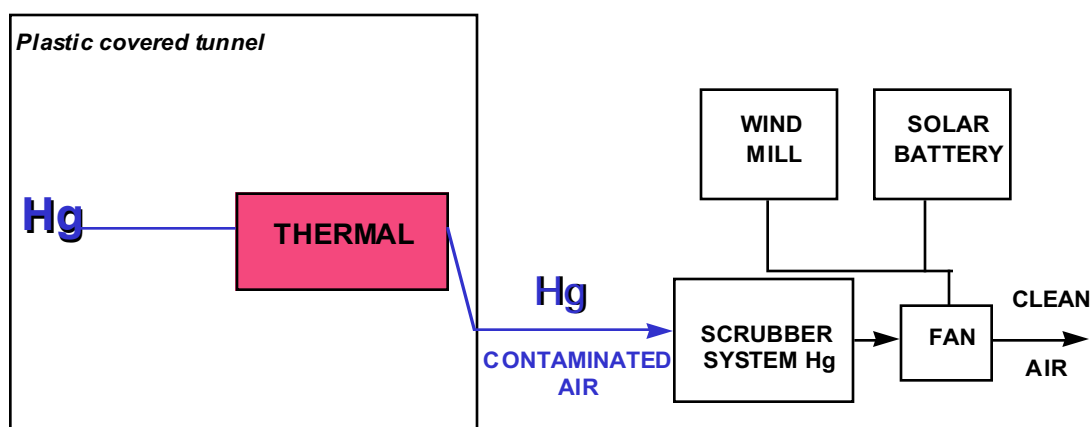 Plastic covered tunnel
WIND
MILL
SOLAR
BATTERY
Hg
THERMAL
Hg
CONTAMINATED
AIR
SCRUBBER
SYSTEM Hg
FAN
CLEAN
AIR